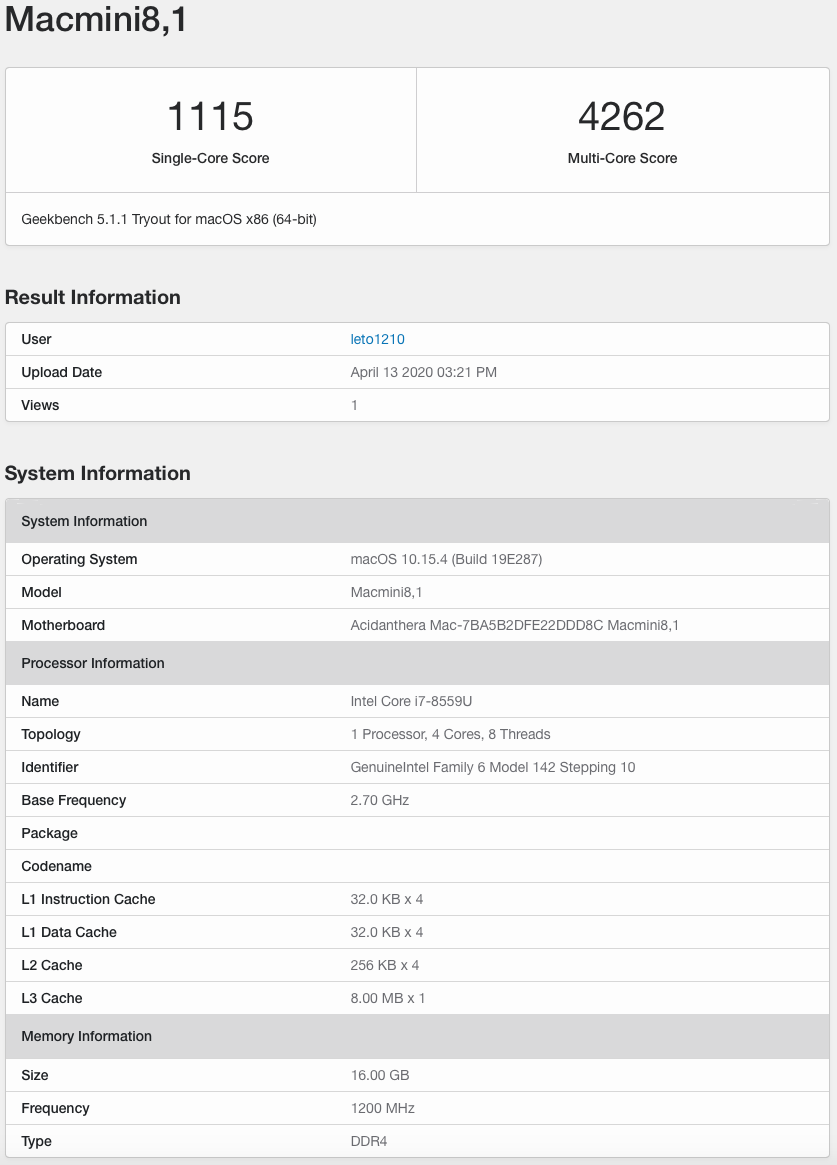 Macmini8,1
1115 4262
Single-Core Score Multi-Core Score
Geekbench 5.1.1 Tryout for macOS x86 (64-bit)
Result Information
User leto1210
Upload Date April 13 2020 03:21 PM
Views 1
System Information
System Information
Operating System macOS 10.15.4 (Build 19E287)
Model Macmini8,1
Motherboard Acidanthera Mac-7BA5B2DFE22DDD8C Macmini8,1
Processor Information
Name Intel Core i7-8559U
Topology 1 Processor, 4 Cores, 8 Threads
Identifier GenuineIntel Family 6 Model 142 Stepping 10
Base Frequency 2.70 GHz
Package
Codename
L1 Instruction Cache 32.0 KB x 4
L1 Data Cache 32.0 KB x 4
L2 Cache 256 KB x 4
L3 Cache 8.00 MB x 1
Memory Information
Size 16.00 GB
Frequency 1200 MHz
Type DDR4